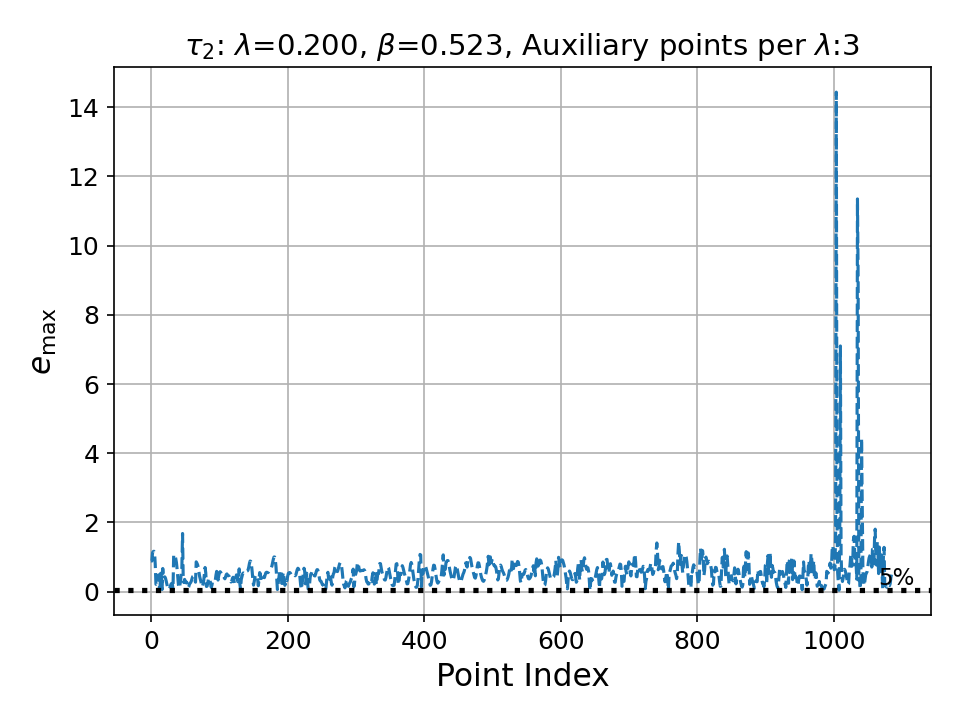 τ₂: λ=0.200, β=0.523, Auxiliary points per λ:3
14
12
10
8
6
4
2
0
e_max
5%
0 200 400 600 800 1000
Point Index